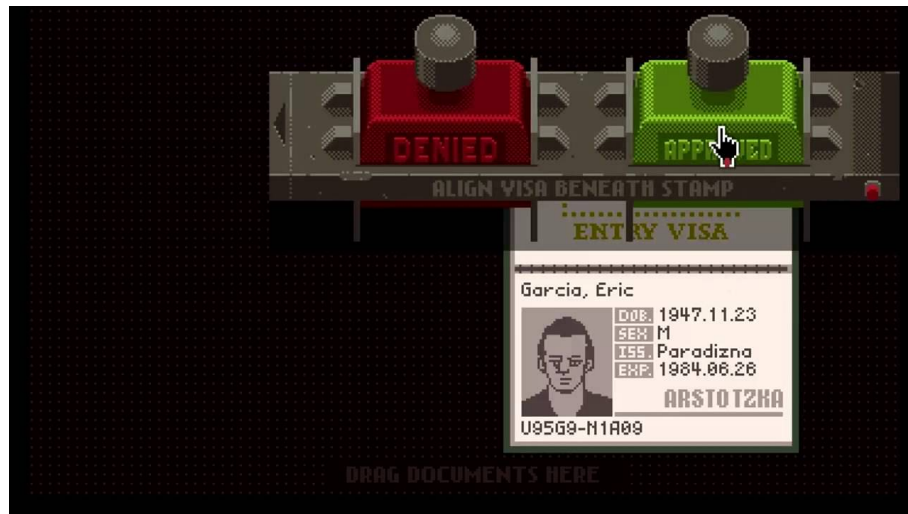 DENIED
APPROVED
ALIGN VISA BENEATH STAMP
ENTRY VISA
Garcia, Eric
DOB. 1947.11.23
SEX M
ISS. Paradizna
EXP. 1984.06.26
ARSTOTZKA
U95G9-N1A09
DRAG DOCUMENTS HERE